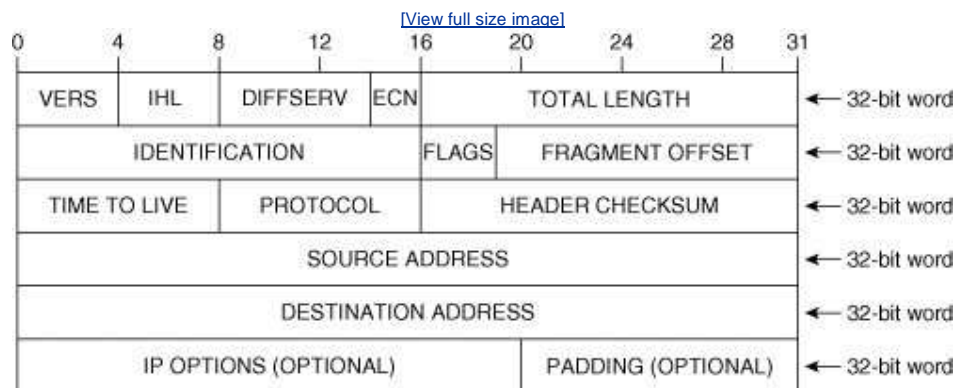 [View full size image]
0 4 8 12 16 20 24 28 31
VERS IHL DIFFSERV ECN TOTAL LENGTH 32-bit word
IDENTIFICATION FLAGS FRAGMENT OFFSET 32-bit word
TIME TO LIVE PROTOCOL HEADER CHECKSUM 32-bit word
SOURCE ADDRESS 32-bit word
DESTINATION ADDRESS 32-bit word
IP OPTIONS (OPTIONAL) PADDING (OPTIONAL) 32-bit word